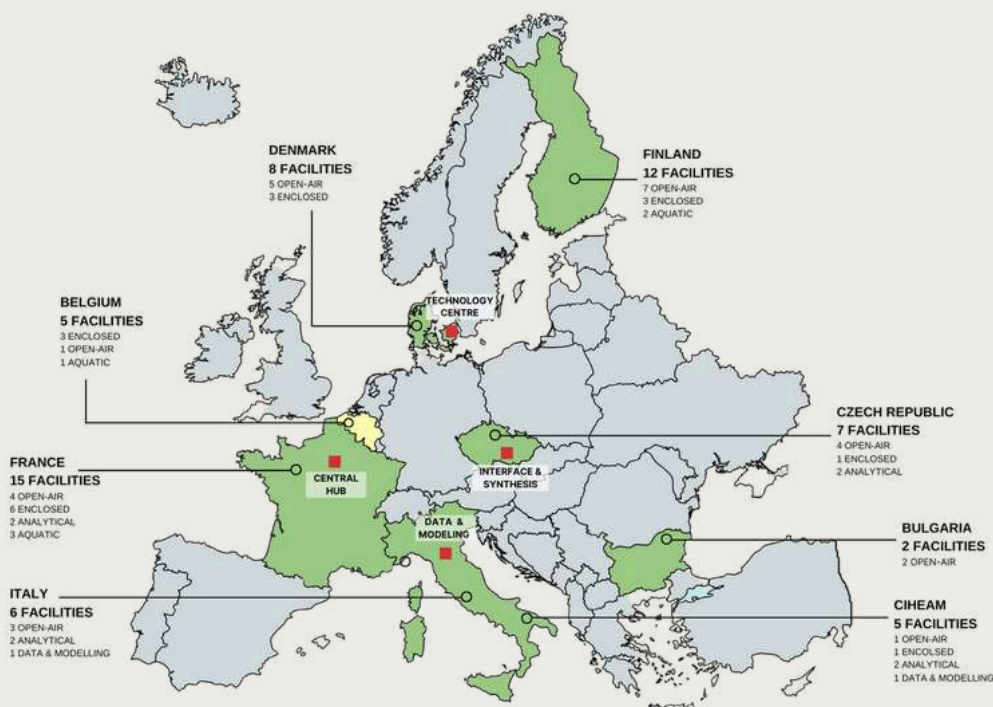 DENMARK
8 FACILITIES
5 OPEN-AIR
3 ENCLOSED
FINLAND
12 FACILITIES
7 OPEN-AIR
3 ENCLOSED
2 AQUATIC
BELGIUM
5 FACILITIES
3 ENCLOSED
1 OPEN-AIR
1 AQUATIC
TECHNOLOGY
CENTRE
CZECH REPUBLIC
7 FACILITIES
4 OPEN-AIR
1 ENCLOSED
2 ANALYTICAL
FRANCE
15 FACILITIES
4 OPEN-AIR
6 ENCLOSED
2 ANALYTICAL
3 AQUATIC
CENTRAL
HUB
INTERFACE &
SYNTHESIS
DATA &
MODELING
BULGARIA
2 FACILITIES
2 OPEN-AIR
ITALY
6 FACILITIES
3 OPEN-AIR
2 ANALYTICAL
1 DATA & MODELLING
CIHEAM
5 FACILITIES
1 OPEN-AIR
1 ENCOLSED
2 ANALYTICAL
1 DATA & MODELLING